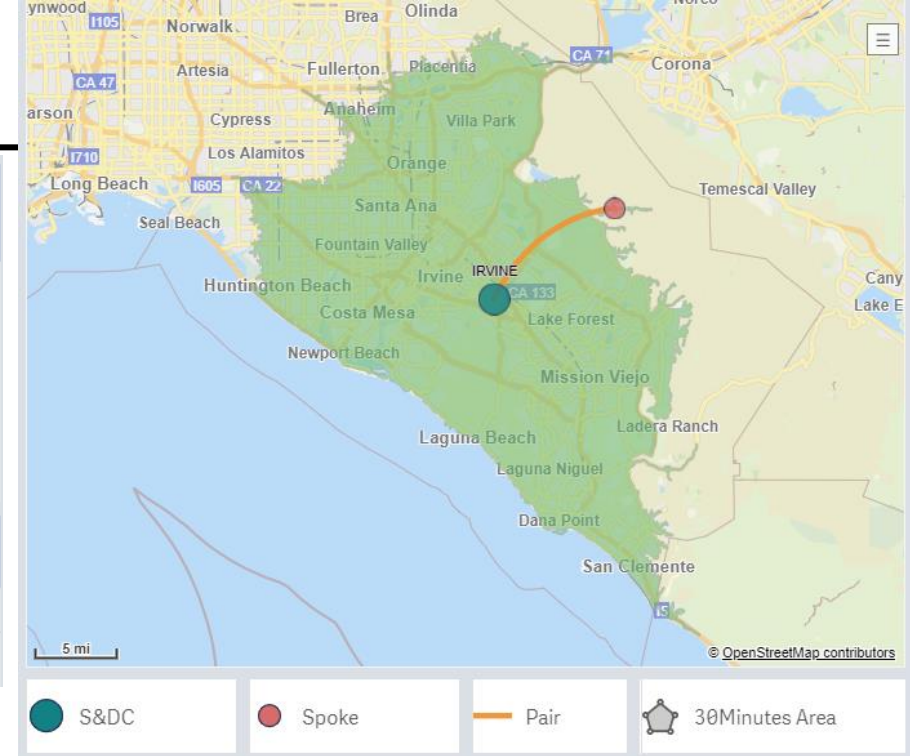 ynwood
I105
Norwalk
Brea
Olinda
Norco
CA 71
Corona
CA 47
Artesia
Fullerton
Placentia
arson
Cypress
Anaheim
Villa Park
I710
Los Alamitos
Orange
Long Beach
I605
CA 22
Temescal Valley
Seal Beach
Santa Ana
Fountain Valley
Irvine
IRVINE
CA 133
Cany
Lake E
Huntington Beach
Costa Mesa
Lake Forest
Newport Beach
Mission Viejo
Laguna Beach
Ladera Ranch
Laguna Niguel
Dana Point
San Clemente
I5
5 mi
© OpenStreetMap contributors
S&DC
Spoke
Pair
30Minutes Area